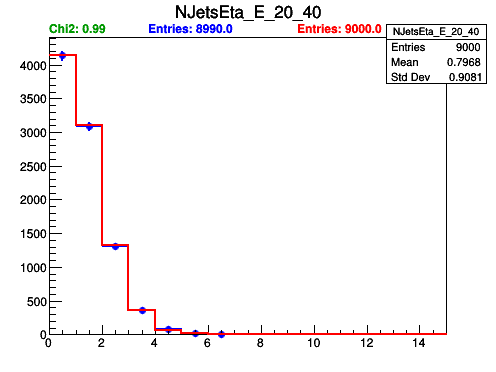 NJetsEta_E_20_40
Chi2: 0.99 Entries: 8990.0 Entries: 9000.0
NJetsEta_E_20_40
Entries 9000
Mean 0.7968
Std Dev 0.9081
4000
3500
3000
2500
2000
1500
1000
500
0
0 2 4 6 8 10 12 14